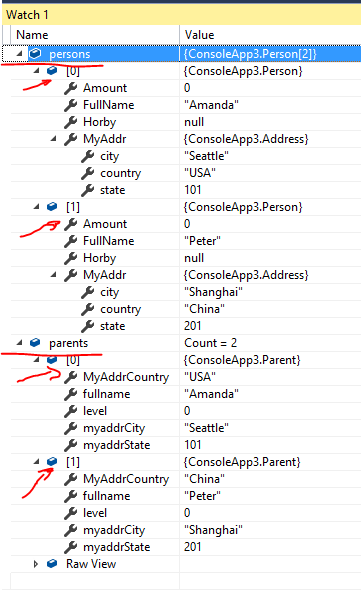 Watch 1
Name Value
persons {ConsoleApp3.Person[2]}
[0] {ConsoleApp3.Person}
Amount 0
FullName "Amanda"
Horby null
MyAddr {ConsoleApp3.Address}
city "Seattle"
country "USA"
state 101
[1] {ConsoleApp3.Person}
Amount 0
FullName "Peter"
Horby null
MyAddr {ConsoleApp3.Address}
city "Shanghai"
country "China"
state 201
parents Count = 2
[0] {ConsoleApp3.Parent}
MyAddrCountry "USA"
fullname "Amanda"
level 0
myaddrCity "Seattle"
myaddrState 101
[1] {ConsoleApp3.Parent}
MyAddrCountry "China"
fullname "Peter"
level 0
myaddrCity "Shanghai"
myaddrState 201
Raw View